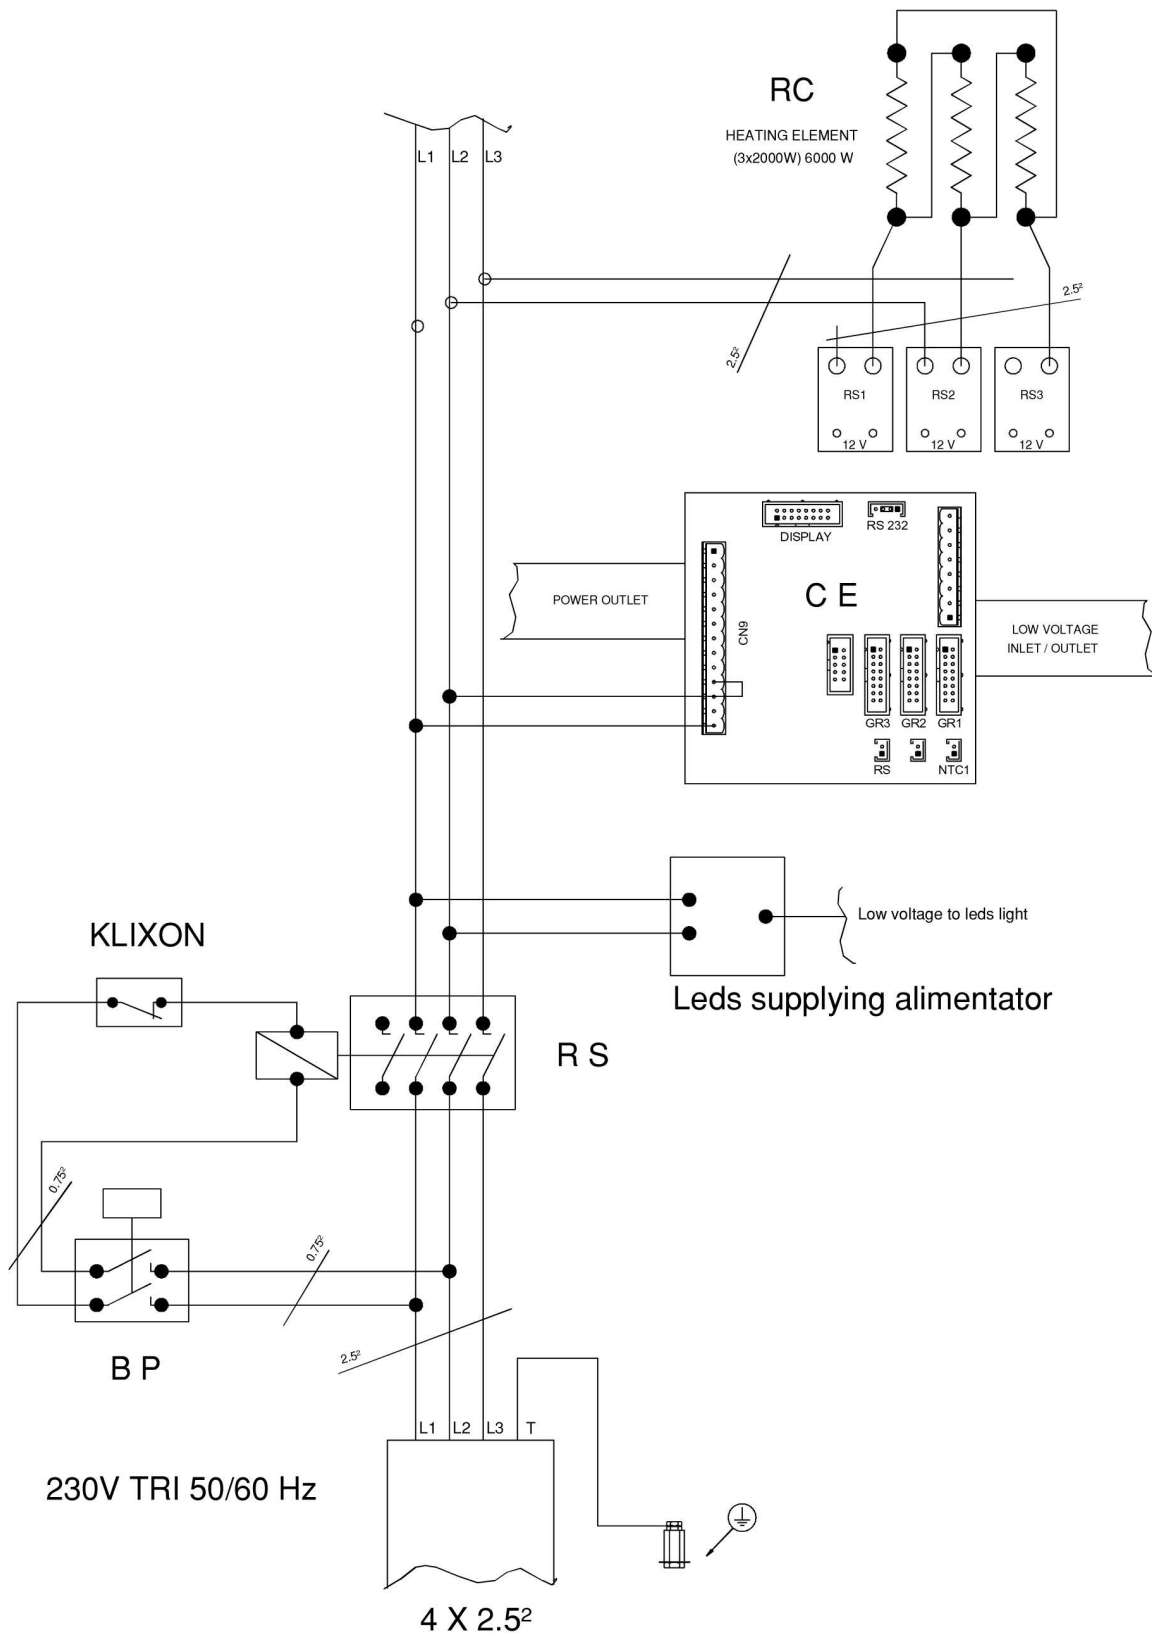 RC
HEATING ELEMENT
(3x2000W) 6000 W
L1 L2 L3
2.5²
2.5²
RS1 RS2 RS3
12 V 12 V 12 V
DISPLAY
RS 232
POWER OUTLET
C E
CN9
LOW VOLTAGE
INLET / OUTLET
GR3 GR2 GR1
RS NTC1
Low voltage to leds light
KLIXON
Leds supplying alimentator
R S
0.75²
0.75²
B P
2.5²
L1 L2 L3 T
230V TRI 50/60 Hz
4 X 2.5²